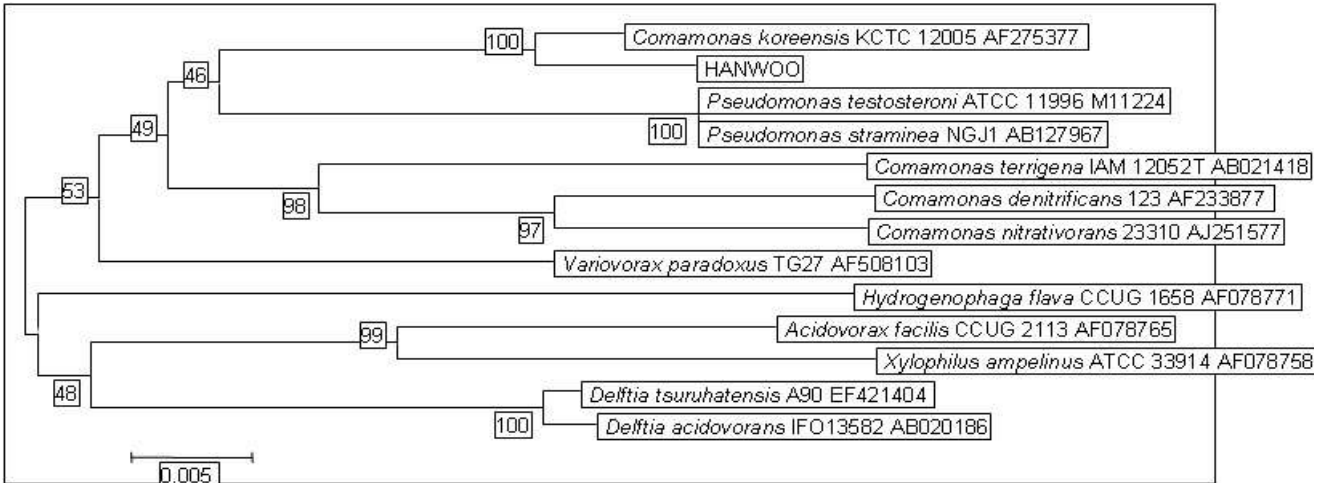 100
Comamonas koreensis KCTC 12005 AF275377
HANWOO
46
Pseudomonas testosteroni ATCC 11996 M11224
49
100
Pseudomonas straminea NGJ1 AB127967
Comamonas terrigena IAM 12052T AB021418
53
98
Comamonas denitrificans 123 AF233877
97
Comamonas nitrativorans 23310 AJ251577
Variovorax paradoxus TG27 AF508103
Hydrogenophaga flava CCUG 1658 AF078771
99
Acidovorax facilis CCUG 2113 AF078765
Xylophilus ampelinus ATCC 33914 AF078758
48
Delftia tsuruhatensis A90 EF421404
100
Delftia acidovorans IFO13582 AB020186
0.005